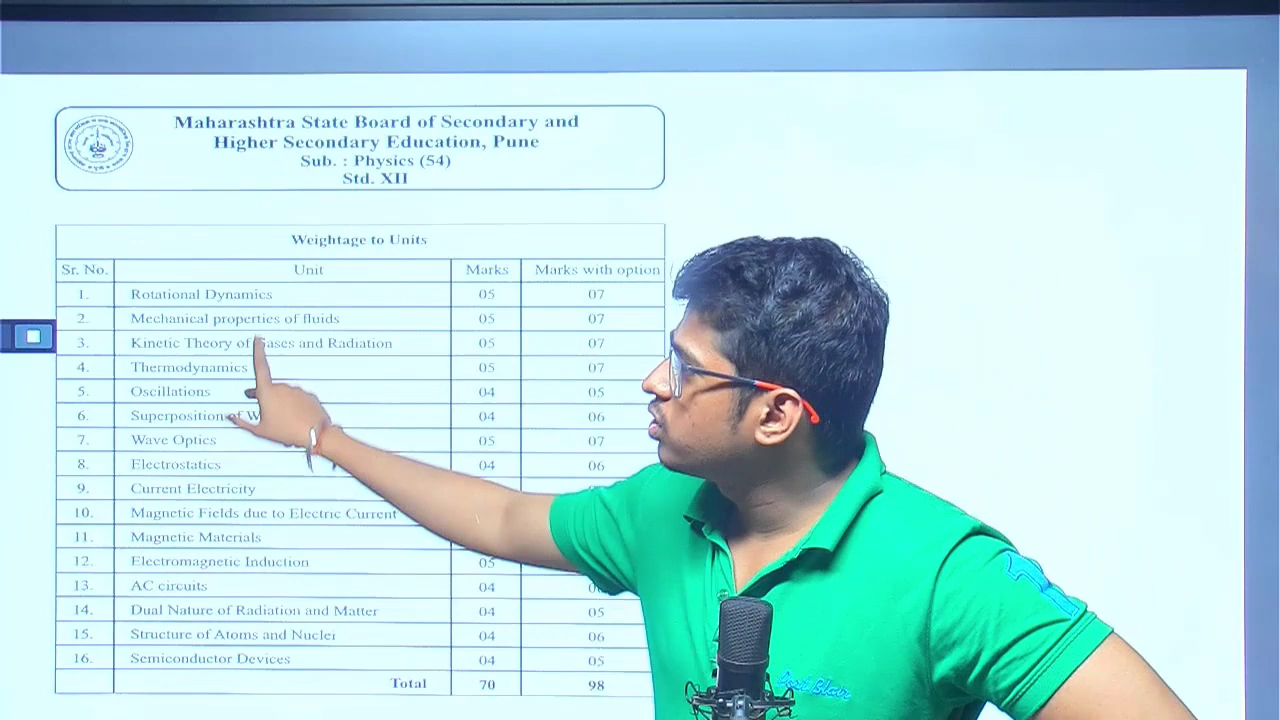 Maharashtra State Board of Secondary and
Higher Secondary Education, Pune
Sub. : Physics (54)
Std. XII
Weightage to Units
Sr. No. Unit Marks Marks with option
1. Rotational Dynamics 05 07
2. Mechanical properties of fluids 05 07
3. Kinetic Theory of Gases and Radiation 05 07
4. Thermodynamics 05 07
5. Oscillations 04 05
6. Superposition of 04 06
7. Wave Optics 05 07
8. Electrostatics 04 06
9. Current Electricity
10. Magnetic Fields due to Electric Current
11. Magnetic Materials
12. Electromagnetic Induction 05
13. AC circuits 04
14. Dual Nature of Radiation and Matter 04 05
15. Structure of Atoms and Nuclei 04 06
16. Semiconductor Devices 04 05
Total 70 98